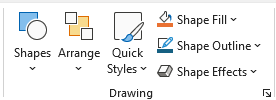 Shapes
Arrange
Quick
Styles
Shape Fill
Shape Outline
Shape Effects
Drawing